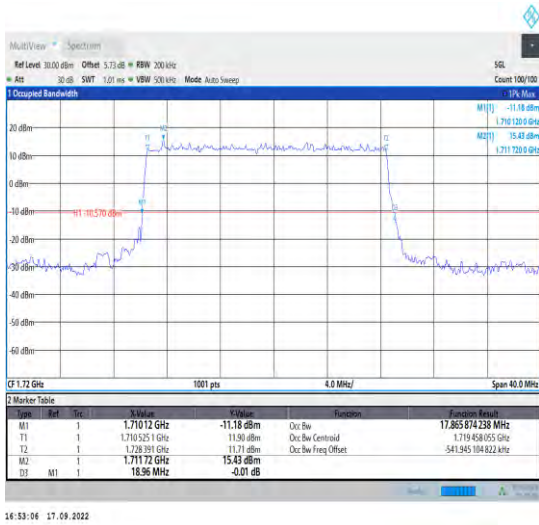 MultiView Spectrum
Ref Level 30.00 dBm Offset 5.73 dB RBW 200 kHz SGL
Att 30 dB SWT 1.01 ms VBW 500 kHz Mode Auto Sweep Count 100/100
1 Occupied Bandwidth 1Pk Max
M1[1] -11.18 dBm
1.710 120 0 GHz
M2[1] 15.43 dBm
1.711 720 0 GHz
20 dBm
10 dBm
0 dBm
-10 dBm
H1 -10.570 dBm
-20 dBm
-30 dBm
-40 dBm
-50 dBm
-60 dBm
T1
M2
T2
M1
D3
CF 1.72 GHz 1001 pts 4.0 MHz/ Span 40.0 MHz
2 Marker Table
Type Ref Trc X-Value Y-Value Function Function Result
M1 1 1.710 12 GHz -11.18 dBm Occ Bw 17.865 874 238 MHz
T1 1 1.710 525 1 GHz 11.90 dBm Occ Bw Centroid 1.719 458 055 GHz
T2 1 1.728 391 GHz 11.71 dBm Occ Bw Freq Offset -541.945 104 822 kHz
M2 1 1.711 72 GHz 15.43 dBm
D3 M1 1 18.96 MHz -0.01 dB
16:53:06 17.09.2022